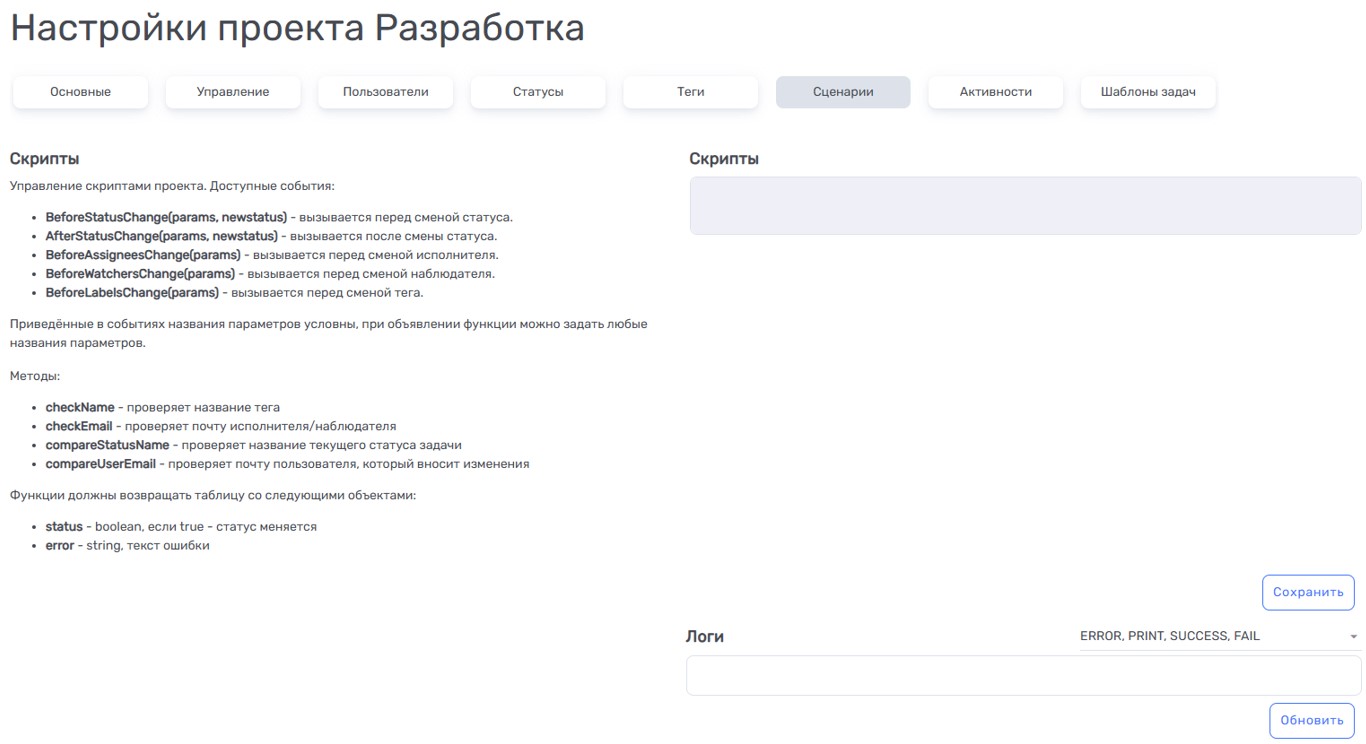 Настройки проекта Разработка
Основные
Управление
Пользователи
Статусы
Теги
Сценарии
Активности
Шаблоны задач
Скрипты
Управление скриптами проекта. Доступные события:
• BeforeStatusChange(params, newstatus) - вызывается перед сменой статуса.
• AfterStatusChange(params, newstatus) - вызывается после смены статуса.
• BeforeAssigneesChange(params) - вызывается перед сменой исполнителя.
• BeforeWatchersChange(params) - вызывается перед сменой наблюдателя.
• BeforeLabelsChange(params) - вызывается перед сменой тега.
Приведённые в событиях названия параметров условны, при объявлении функции можно задать любые
названия параметров.
Методы:
• checkName - проверяет название тега
• checkEmail - проверяет почту исполнителя/наблюдателя
• compareStatusName - проверяет название текущего статуса задачи
• compareUserEmail - проверяет почту пользователя, который вносит изменения
Функции должны возвращать таблицу со следующими объектами:
• status - boolean, если true - статус меняется
• error - string, текст ошибки
Скрипты
Сохранить
Логи
ERROR, PRINT, SUCCESS, FAIL
Обновить